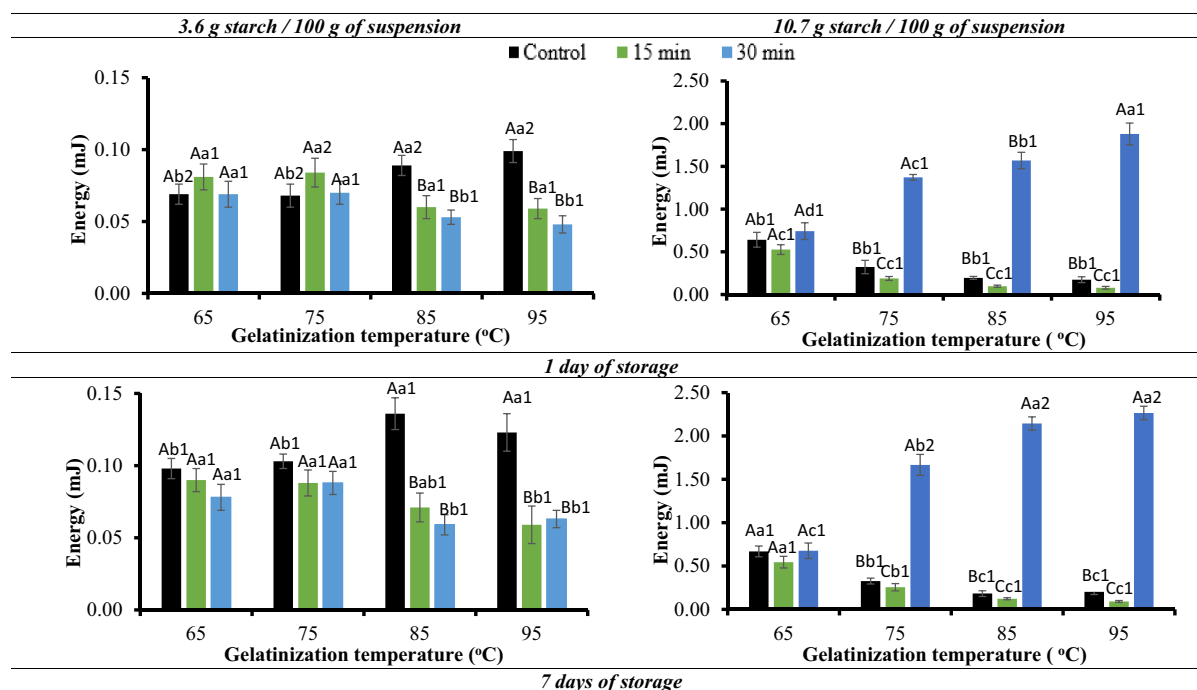 3.6 g starch / 100 g of suspension
10.7 g starch / 100 g of suspension
Control 15 min 30 min
Energy (mJ)
0.15
0.10
0.05
0.00
Ab2 Aa1 Aa1
Ab2 Aa2 Aa1
Aa2 Ba1 Bb1
Aa2 Ba1 Bb1
65 75 85 95
Gelatinization temperature (°C)
Energy (mJ)
2.50
2.00
1.50
1.00
0.50
0.00
Ab1 Ac1 Ad1
Bb1 Cc1 Ac1
Bb1 Cc1 Bb1
Bb1 Cc1 Aa1
65 75 85 95
Gelatinization temperature ( °C)
1 day of storage
Energy (mJ)
0.15
0.10
0.05
0.00
Ab1 Aa1 Aa1
Ab1 Aa1 Aa1
Aa1 Bab1 Bb1
Aa1 Bb1 Bb1
65 75 85 95
Gelatinization temperature (°C)
Energy (mJ)
2.50
2.00
1.50
1.00
0.50
0.00
Aa1 Aa1 Ac1
Bb1 Cb1 Ab2
Bc1 Cc1 Aa2
Bc1 Cc1 Aa2
65 75 85 95
Gelatinization temperature ( °C)
7 days of storage